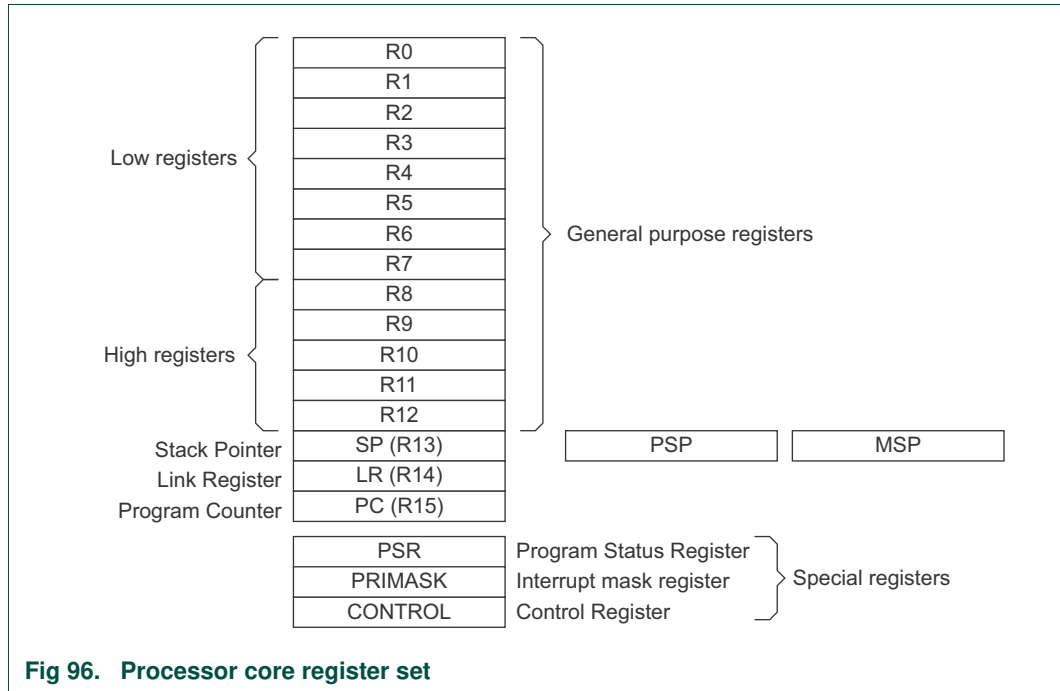 R0
R1
R2
R3
Low registers
R4
R5
R6
General purpose registers
R7
R8
R9
High registers
R10
R11
R12
Stack Pointer SP (R13) PSP MSP
Link Register LR (R14)
Program Counter PC (R15)
PSR Program Status Register
PRIMASK Interrupt mask register Special registers
CONTROL Control Register
Fig 96. Processor core register set